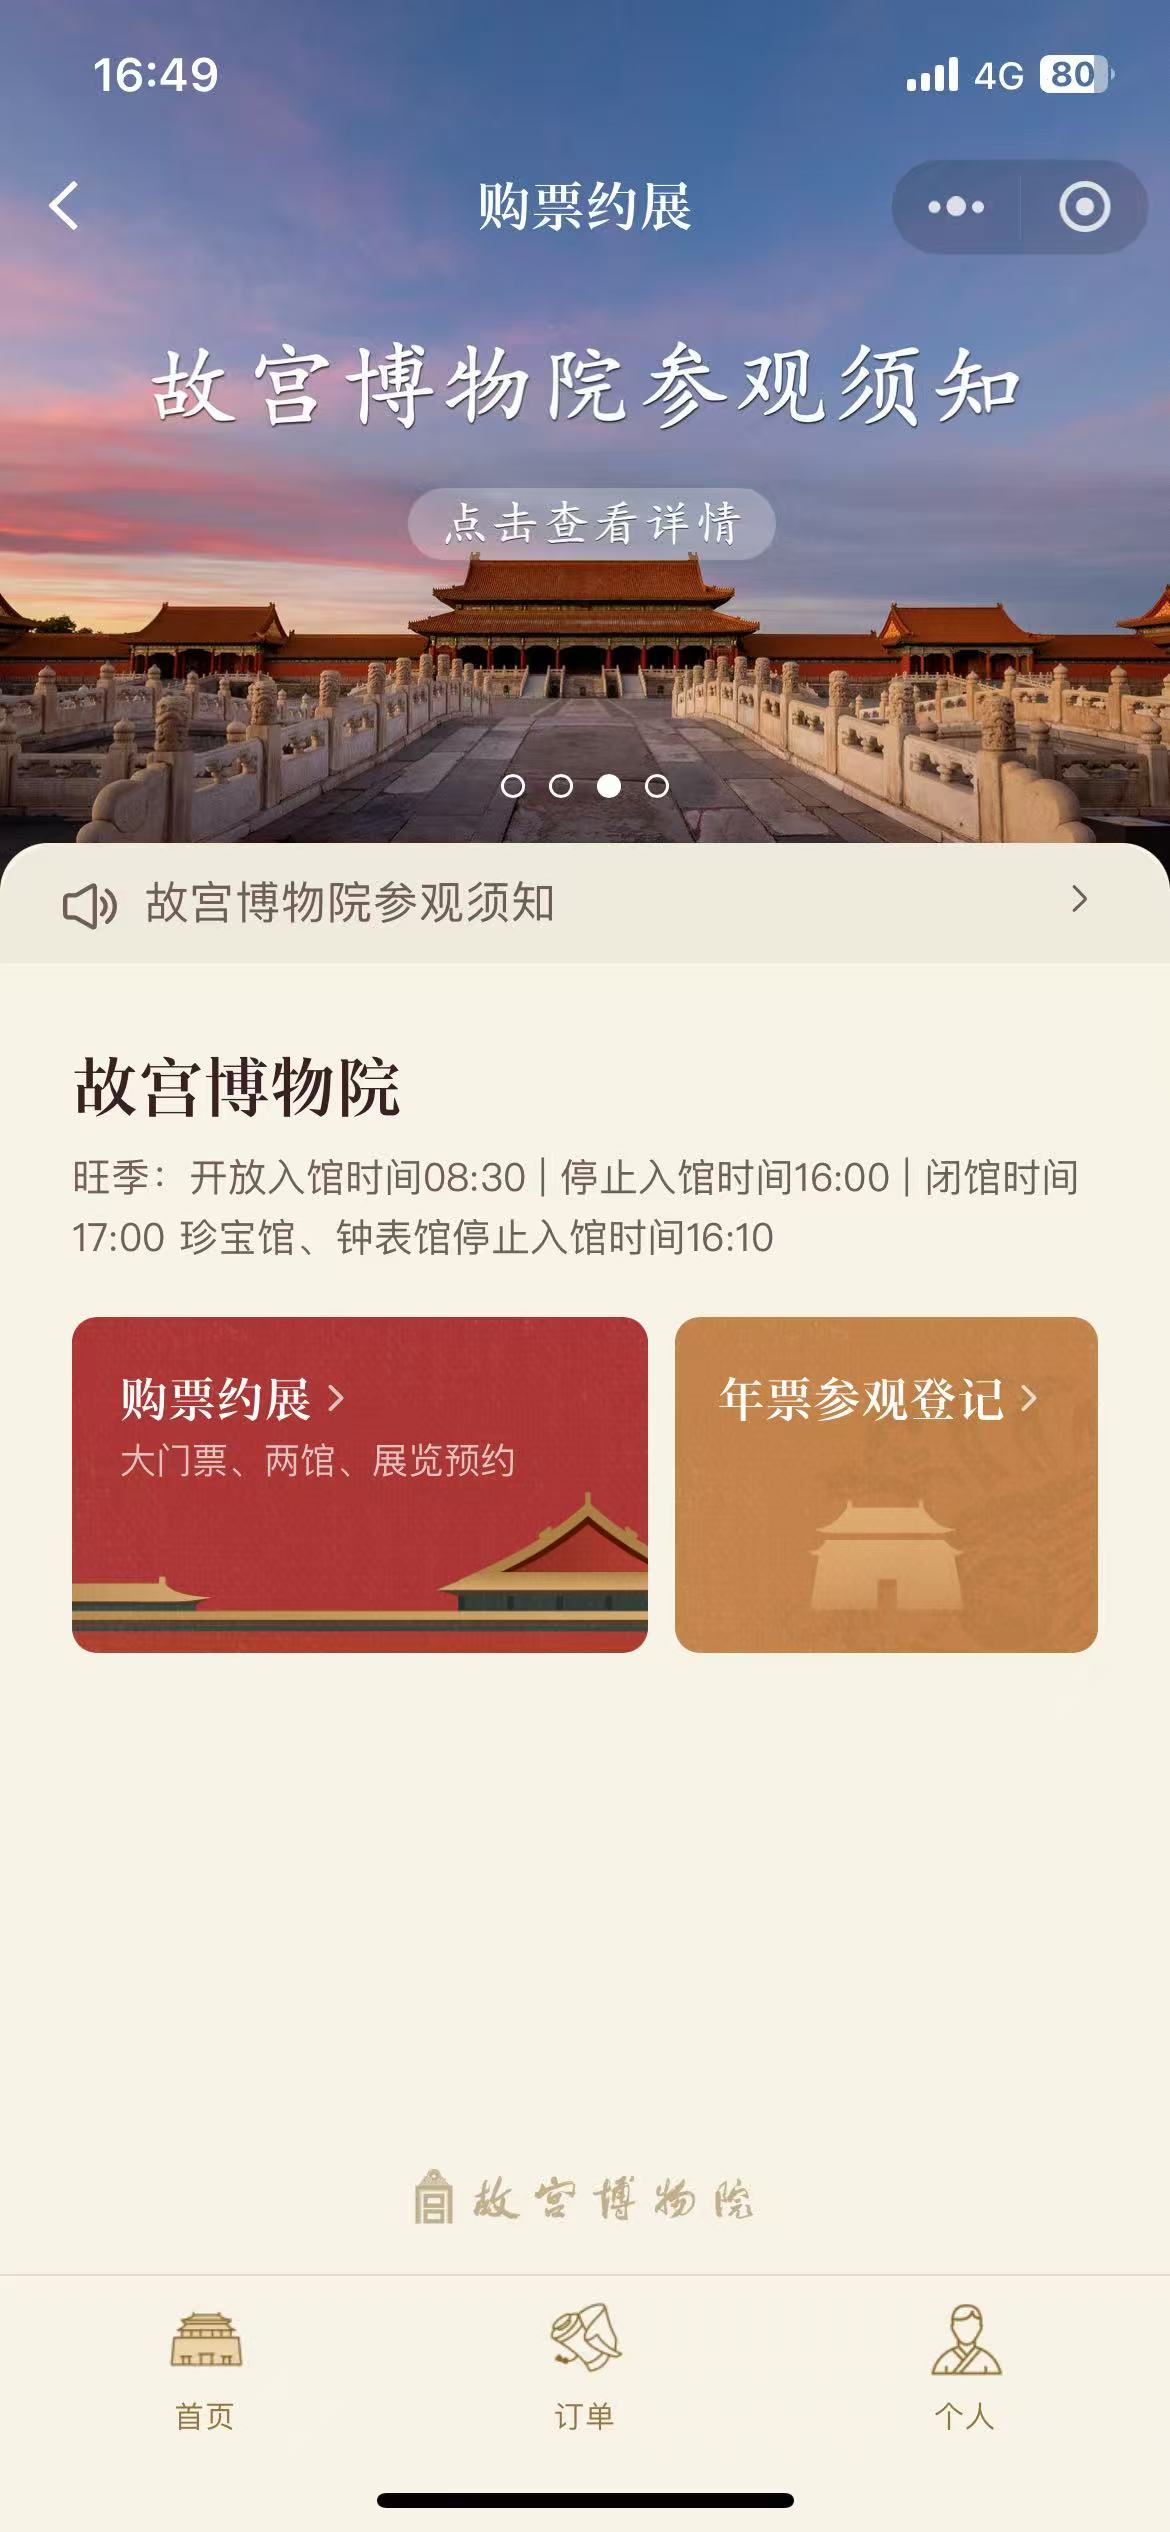 16:49
4G 80
购票约展
故宫博物院参观须知
点击查看详情
故宫博物院参观须知
故宫博物院
旺季：开放入馆时间08:30 | 停止入馆时间16:00 | 闭馆时间
17:00 珍宝馆、钟表馆停止入馆时间16:10
购票约展
大门票、两馆、展览预约
年票参观登记
故宫博物院
首页
订单
个人